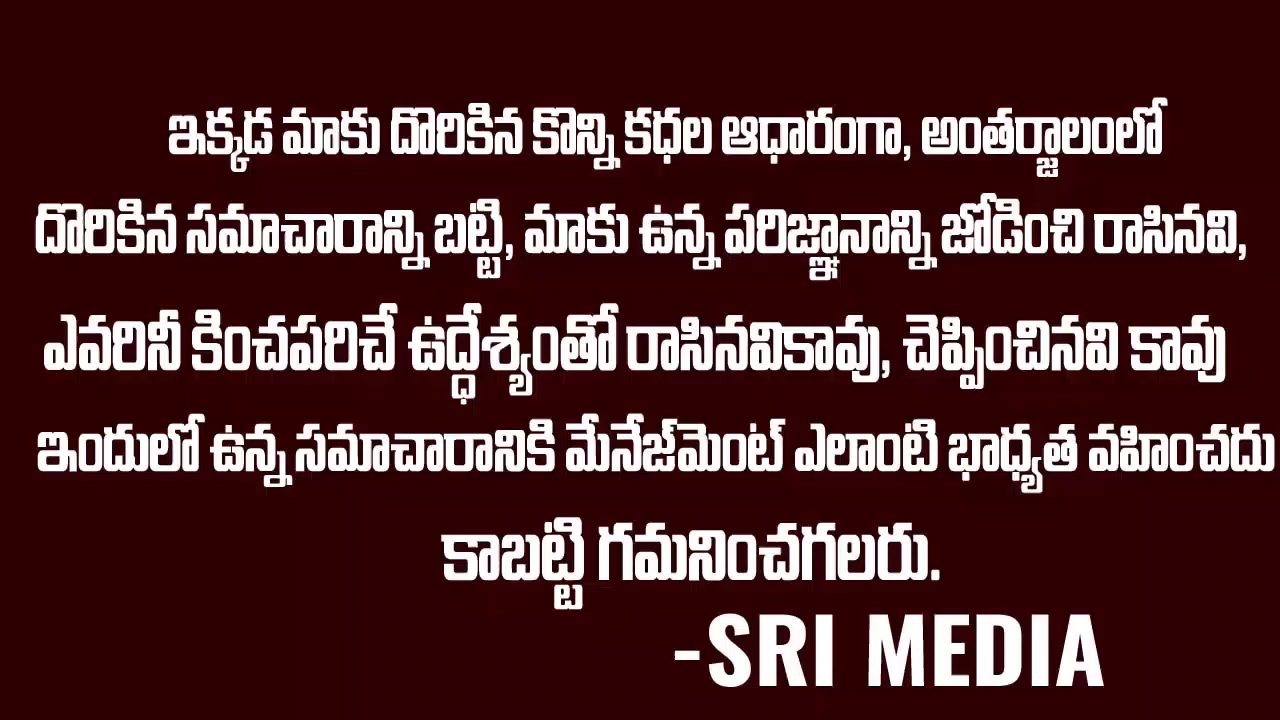 ఇక్కడ మాకు దొరికిన కొన్ని కధల ఆధారంగా, అంతర్జాలంలో
దొరికిన సమాచారాన్ని బట్టి, మాకు ఉన్న పరిజ్ఞానాన్ని జోడించి రాసినవి,
ఎవరినీ కించపరిచే ఉద్ధేశ్యంతో రాసినవికావు, చెప్పించినవి కావు
ఇందులో ఉన్న సమాచారానికి మేనేజ్‌మెంట్ ఎలాంటి భాధ్యత వహించదు
కాబట్టి గమనించగలరు.
-SRI MEDIA